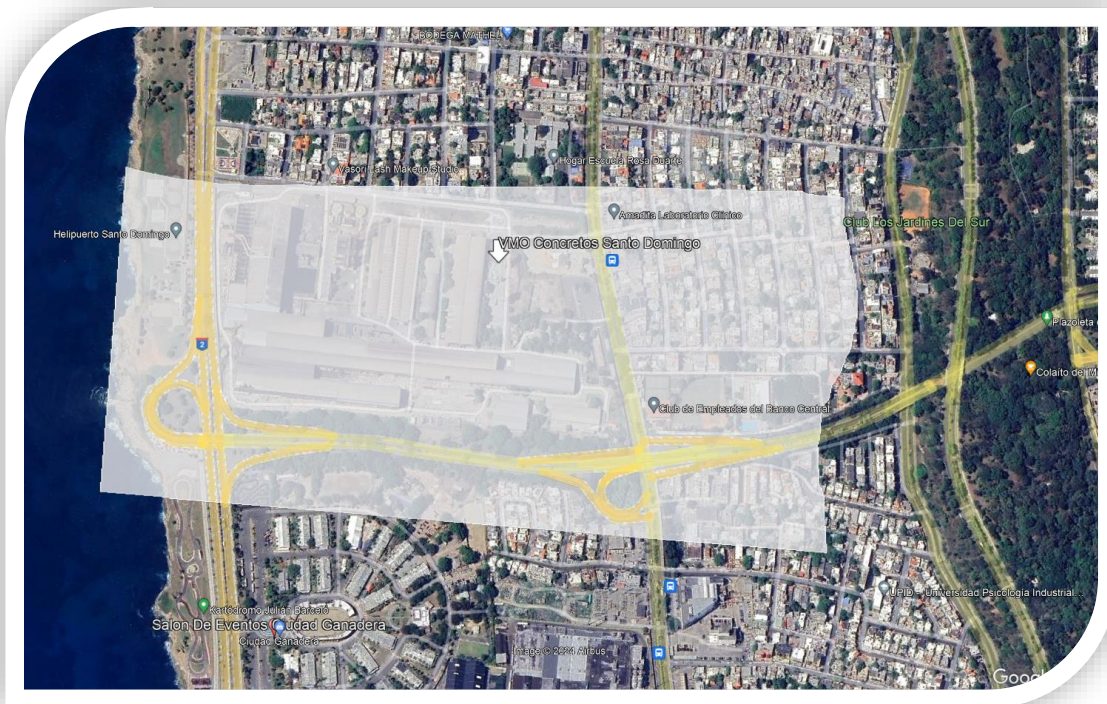 BODEGA MATHEL
Vasori Lash Makeup Studio
Hogar Escuela Rosa Duarte
Amadita Laboratorio Clínico
Club Los Jardines Del Sur
Helipuerto Santo Domingo
VMO Concretos Santo Domingo
2
Plazoleta
Colaito del M
Club de Empleados del Banco Central
UPID - Universidad Psicología Industrial...
Kartódromo Julian Barceló
Salon De Eventos Ciudad Ganadera
Ciudad Ganadera
Image © 2024 Airbus
Google